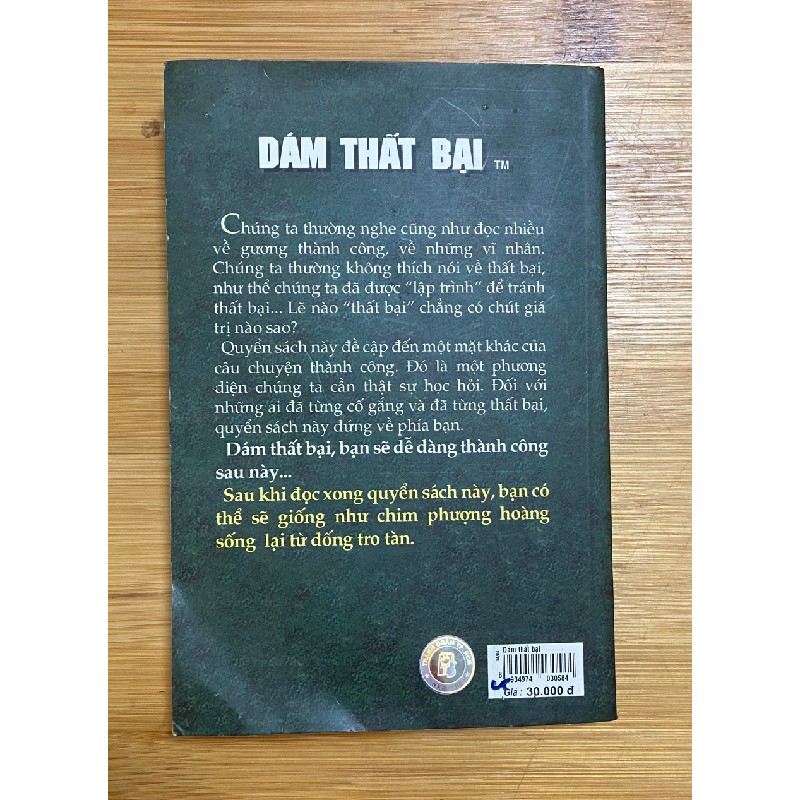 DÁM THẤT BẠI TM
Chúng ta thường nghe cũng như đọc nhiều
về gương thành công, về những vĩ nhân.
Chúng ta thường không thích nói về thất bại,
như thể chúng ta đã được “lập trình“ để tránh
thất bại... Lẽ nào “thất bại” chẳng có chút giá
trị nào sao?
Quyển sách này đề cập đến một mặt khác của
câu chuyện thành công. Đó là một phương
diện chúng ta cần thật sự học hỏi. Đối với
những ai đã từng cố gắng và đã từng thất bại,
quyển sách này đứng về phía bạn.
Dám thất bại, bạn sẽ dễ dàng thành công
sau này...
Sau khi đọc xong quyển sách này, bạn có
thể sẽ giống như chim phượng hoàng
sống lại từ đống tro tàn.
Dám thất bại
934974 030584
Giá : 30.000 đ